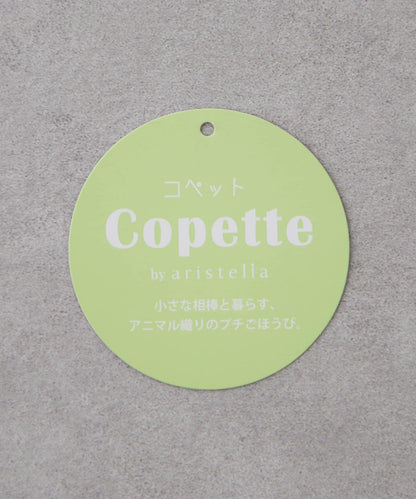 コペット
Copette
by aristella
小さな相棒と暮らす、
アニマル織りのプチごほうび。